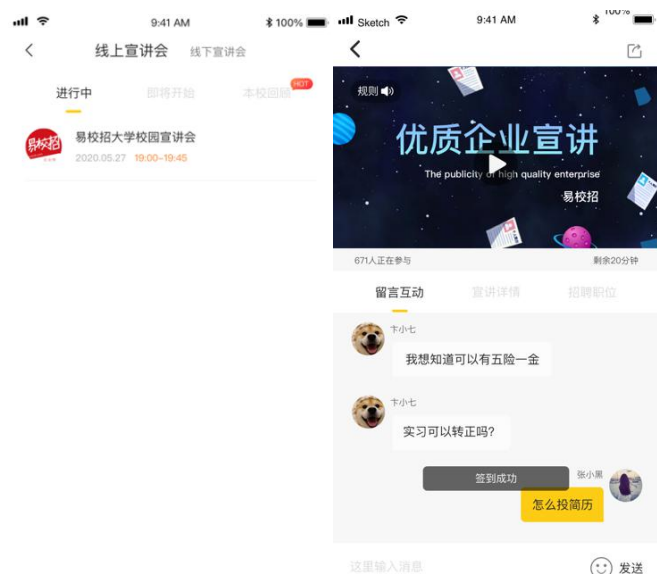 9:41 AM
100%
线上宣讲会 线下宣讲会
进行中 即将开始 本校回顾 HOT
易校招
易校招大学校园宣讲会
2020.05.27 19:00-19:45
Sketch 9:41 AM 100%
规则
优质企业宣讲
The publicity of high quality enterprise
易校招
671人正在参与 剩余20分钟
留言互动 宣讲详情 招聘职位
卞小七
我想知道可以有五险一金
卞小七
实习可以转正吗?
签到成功
张小黑
怎么投简历
这里输入消息 发送